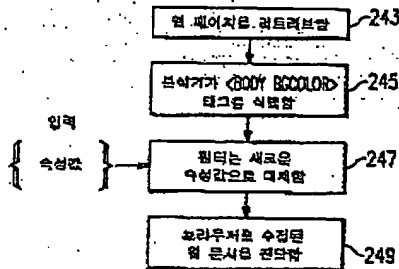 웹 페이지를 리트리브함
243
분석기가 <BODY BGCOLOR>
태그를 식별함
245
입력
속성값
필터는 새로운
속성값으로 대체함
247
브라우저로 수정된
웹 문서를 전달함
249